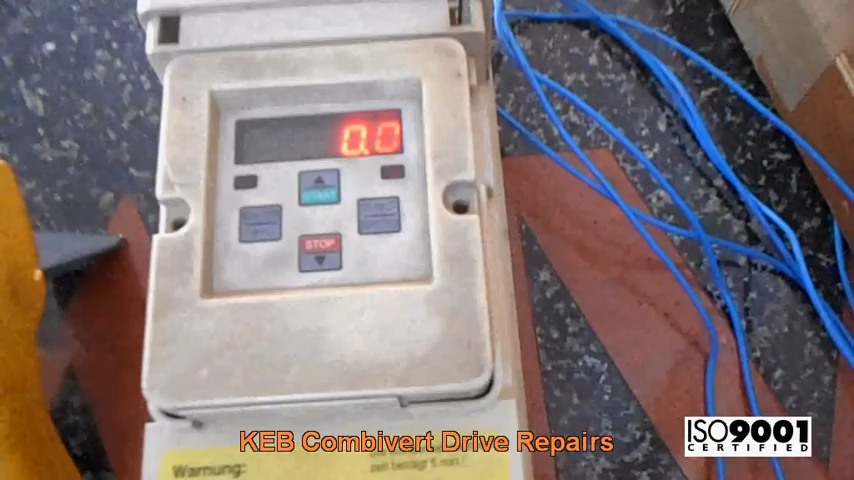 0.0
START
STOP
KEB Combivert Drive Repairs
ISO9001
CERTIFIED
Warnung: